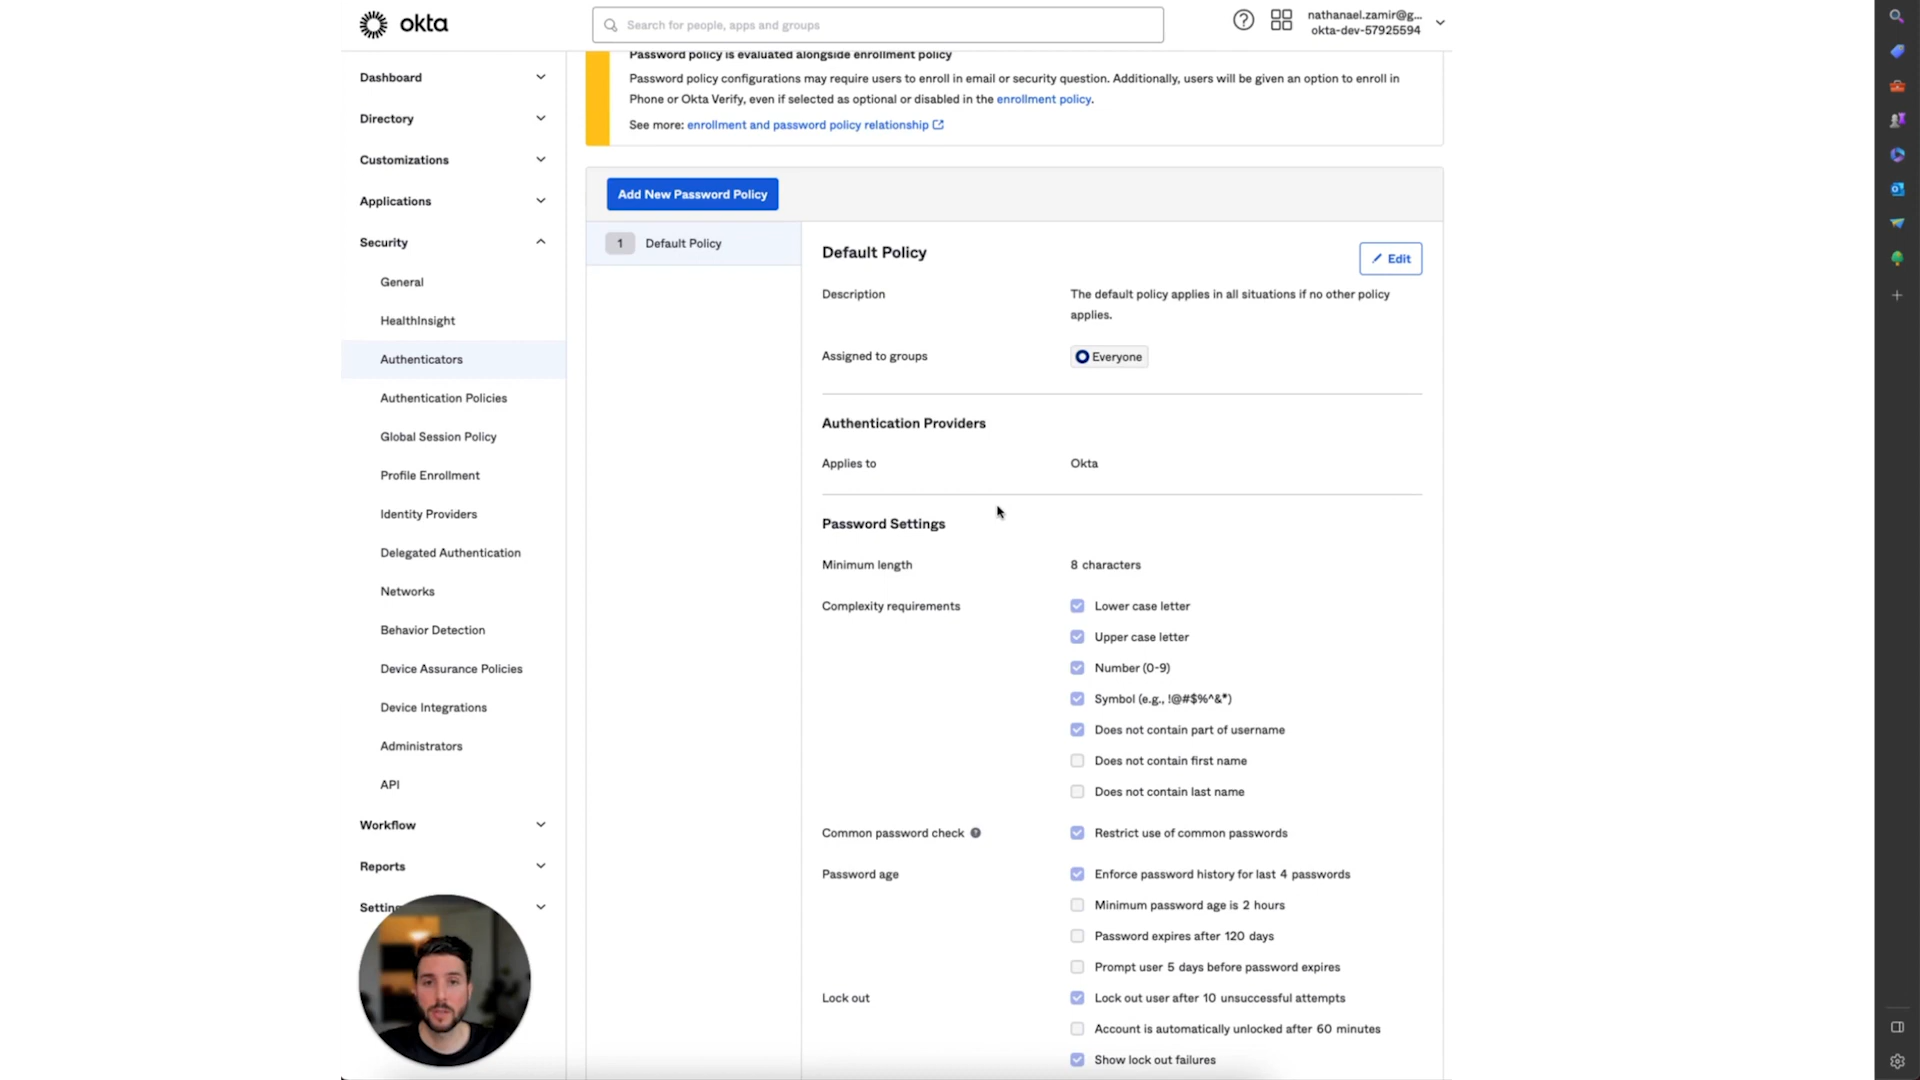 okta
Search for people, apps and groups
nathanael.zamir@g...
okta-dev-57925594
Dashboard
Directory
Customizations
Applications
Security
General
HealthInsight
Authenticators
Authentication Policies
Global Session Policy
Profile Enrollment
Identity Providers
Delegated Authentication
Networks
Behavior Detection
Device Assurance Policies
Device Integrations
Administrators
API
Workflow
Reports
Setting
Password policy is evaluated alongside enrollment policy
Password policy configurations may require users to enroll in email or security question. Additionally, users will be given an option to enroll in
Phone or Okta Verify, even if selected as optional or disabled in the enrollment policy.
See more: enrollment and password policy relationship
Add New Password Policy
1 Default Policy
Default Policy
Edit
Description The default policy applies in all situations if no other policy
applies.
Assigned to groups Everyone
Authentication Providers
Applies to Okta
Password Settings
Minimum length 8 characters
Complexity requirements Lower case letter
Upper case letter
Number (0-9)
Symbol (e.g., !@#$%^&*)
Does not contain part of username
Does not contain first name
Does not contain last name
Common password check Restrict use of common passwords
Password age Enforce password history for last 4 passwords
Minimum password age is 2 hours
Password expires after 120 days
Prompt user 5 days before password expires
Lock out Lock out user after 10 unsuccessful attempts
Account is automatically unlocked after 60 minutes
Show lock out failures